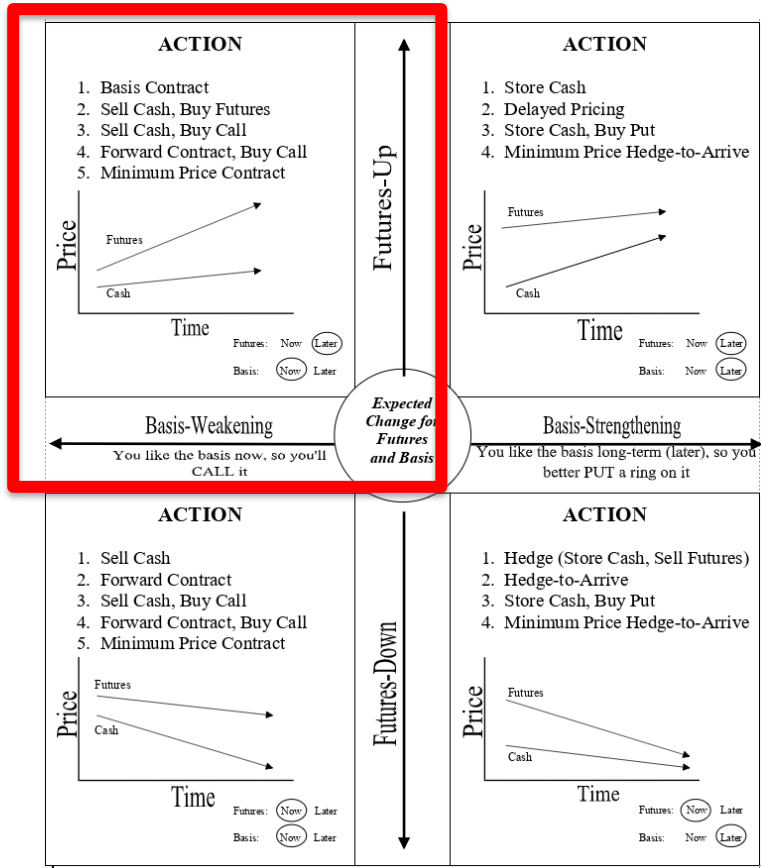 ACTION
1. Basis Contract
2. Sell Cash, Buy Futures
3. Sell Cash, Buy Call
4. Forward Contract, Buy Call
5. Minimum Price Contract
Price
Futures
Cash
Time
Futures: Now Later
Basis: Now Later
Futures-Up
ACTION
1. Store Cash
2. Delayed Pricing
3. Store Cash, Buy Put
4. Minimum Price Hedge-to-Arrive
Price
Futures
Cash
Time
Futures: Now Later
Basis: Now Later
Basis-Weakening
You like the basis now, so you'll
CALL it
Expected
Change for
Futures
and Basis
Basis-Strengthening
You like the basis long-term (later), so you
better PUT a ring on it
ACTION
1. Sell Cash
2. Forward Contract
3. Sell Cash, Buy Call
4. Forward Contract, Buy Call
5. Minimum Price Contract
Price
Futures
Cash
Time
Futures: Now Later
Basis: Now Later
Futures-Down
ACTION
1. Hedge (Store Cash, Sell Futures)
2. Hedge-to-Arrive
3. Store Cash, Buy Put
4. Minimum Price Hedge-to-Arrive
Price
Futures
Cash
Time
Futures: Now Later
Basis: Now Later